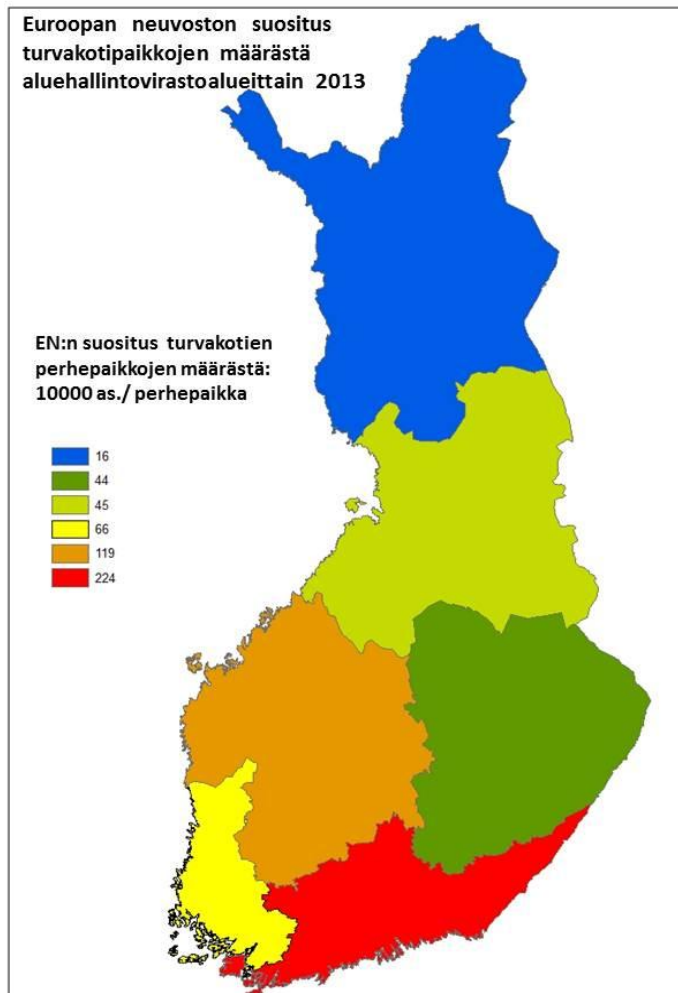 Euroopan neuvoston suositus
turvakotipaikkojen määrästä
aluehallintovirastoalueittain 2013
EN:n suositus turvakotien
perhepaikkojen määrästä:
10000 as./ perhepaikka
16
44
45
66
119
224